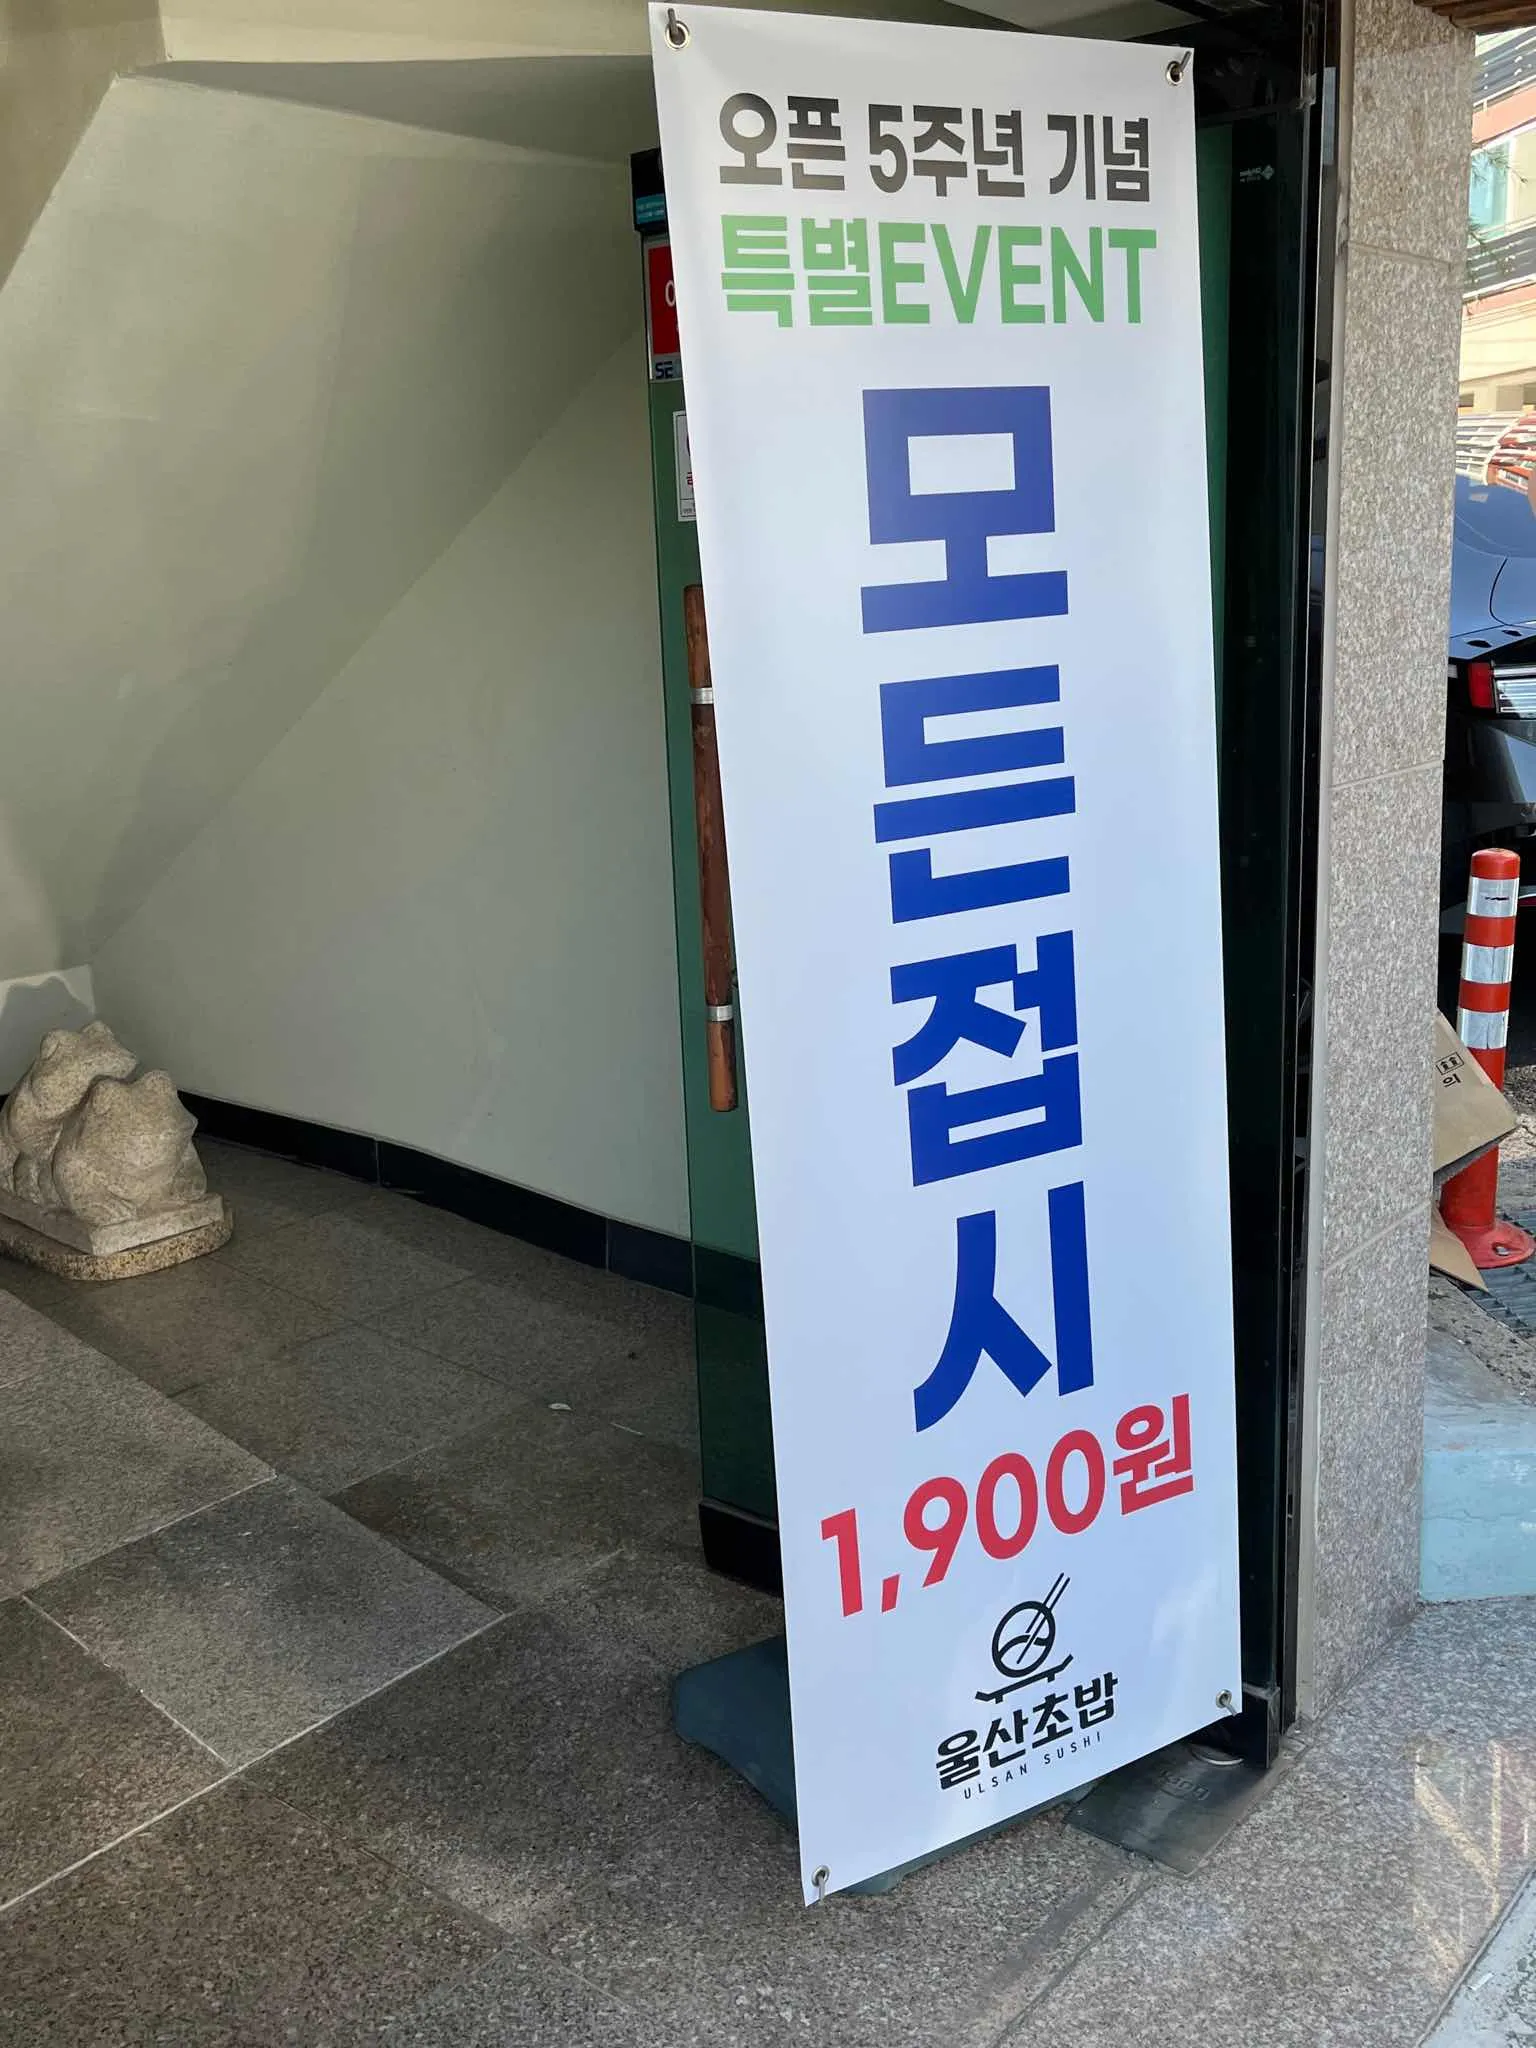 오픈 5주년 기념
특별EVENT
모든접시
1,900원
울산초밥
ULSAN SUSHI
의